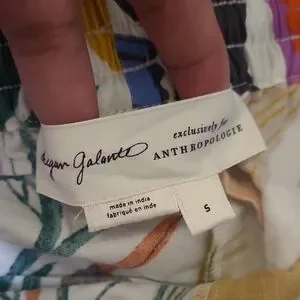 Megan Galante
exclusively for
ANTHROPOLOGIE
made in india
fabriqué en inde
S